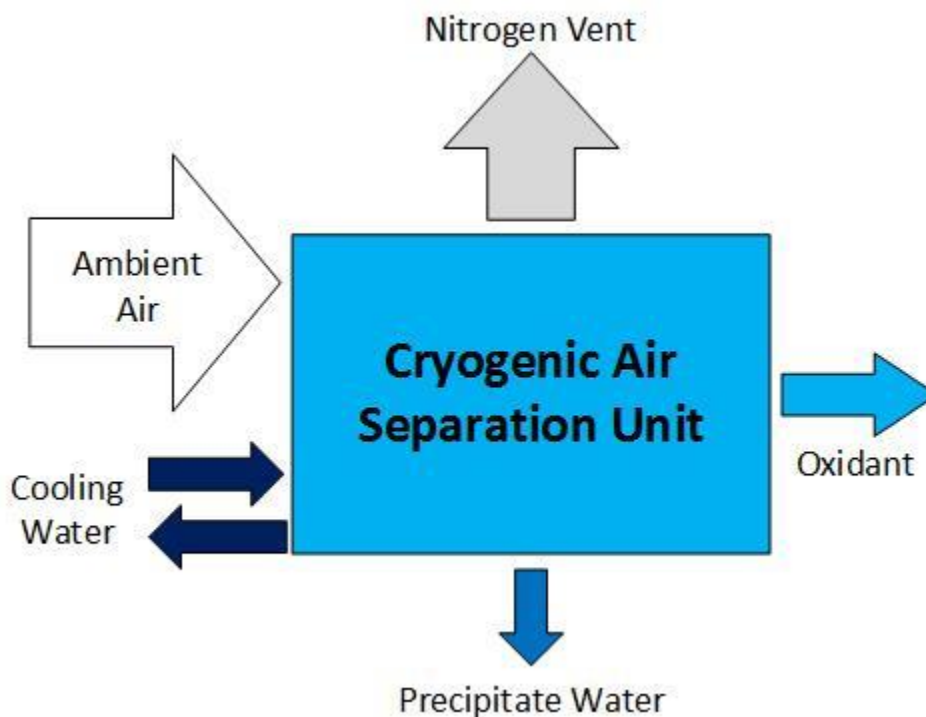 Nitrogen Vent
Ambient
Air
Cryogenic Air
Separation Unit
Oxidant
Cooling
Water
Precipitate Water